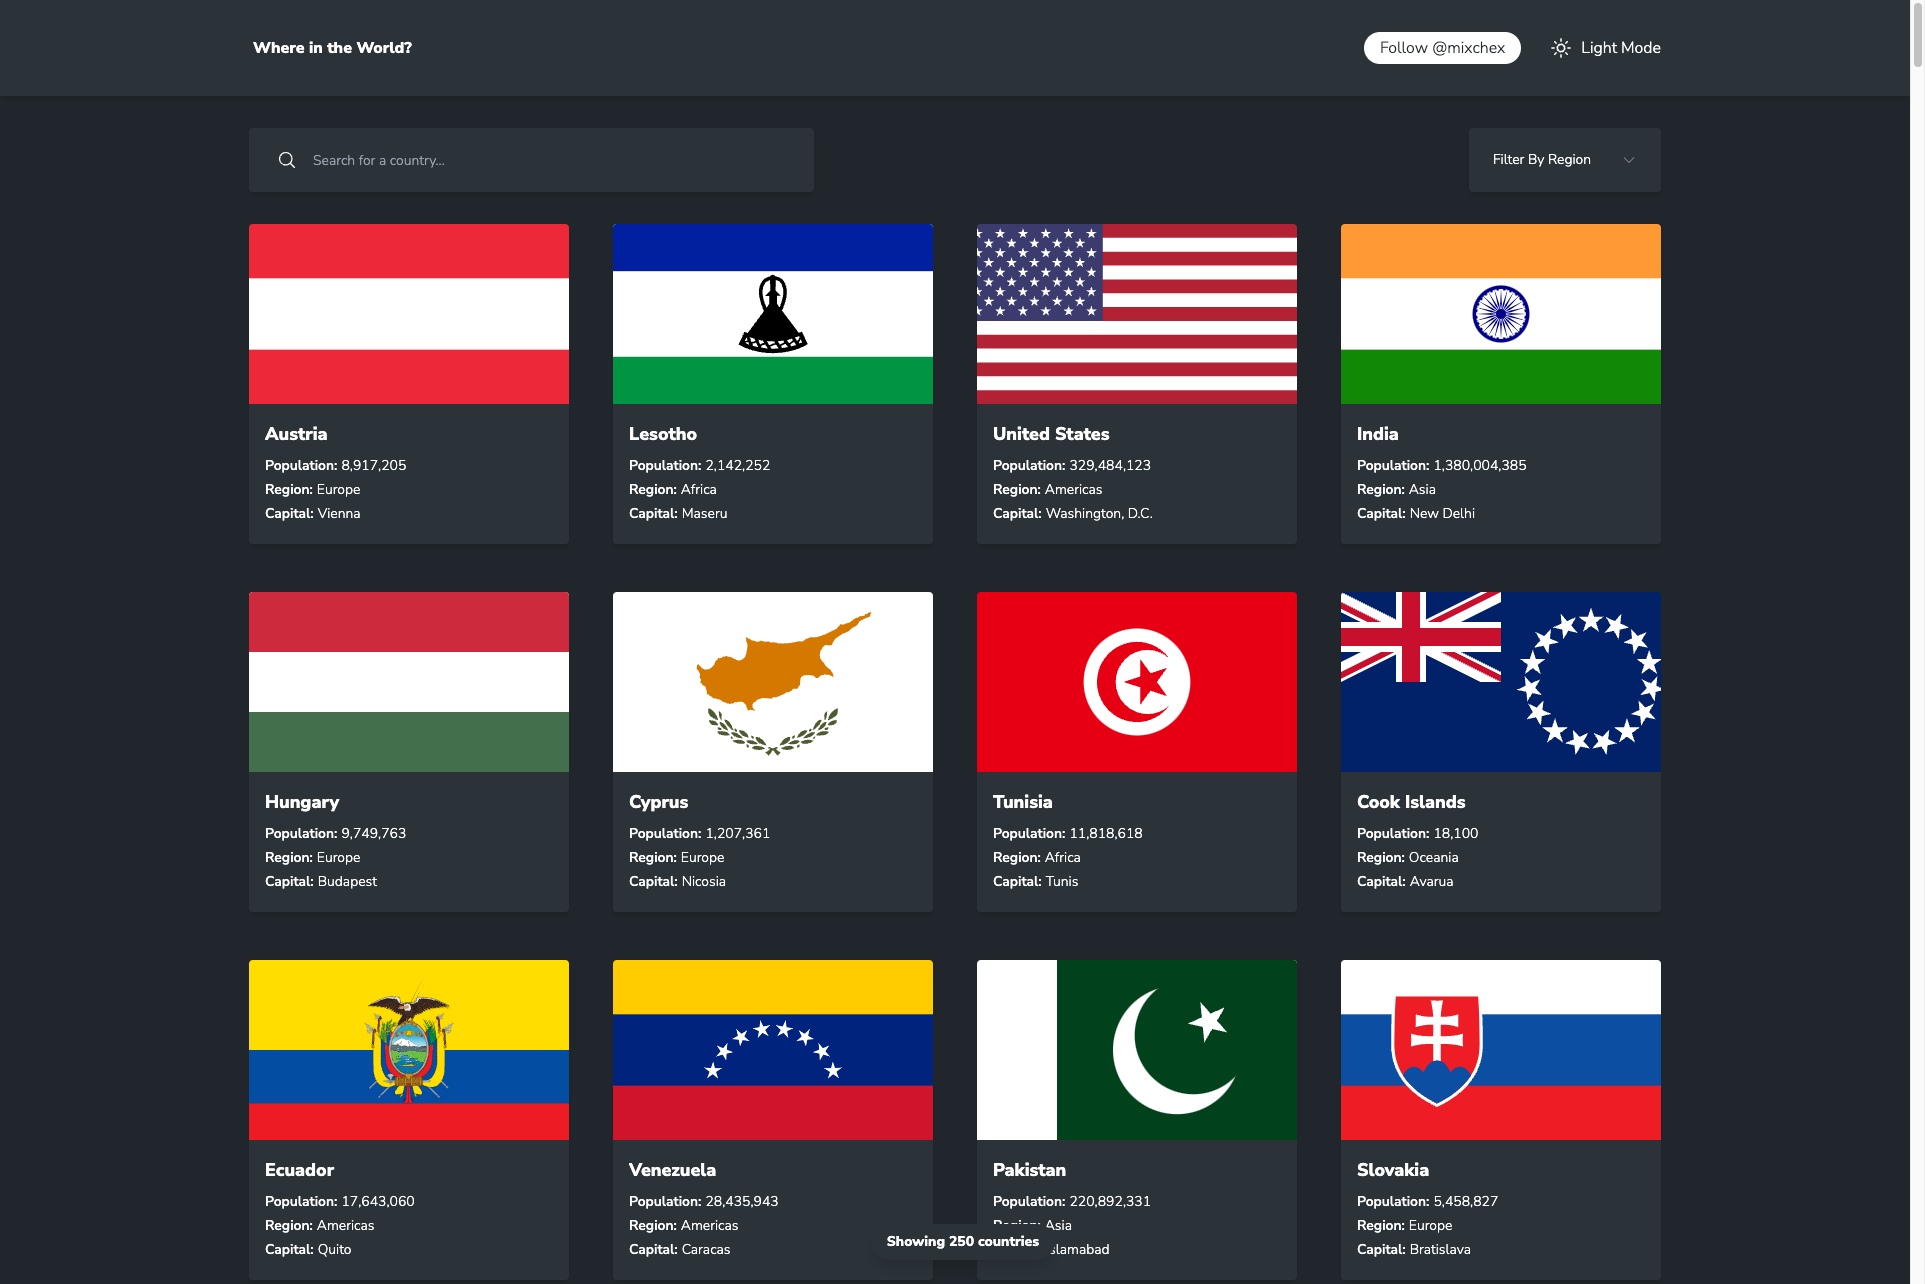 Where in the World?
Follow @mixchex
Light Mode
Search for a country...
Filter By Region
Austria
Population: 8,917,205
Region: Europe
Capital: Vienna
Lesotho
Population: 2,142,252
Region: Africa
Capital: Maseru
United States
Population: 329,484,123
Region: Americas
Capital: Washington, D.C.
India
Population: 1,380,004,385
Region: Asia
Capital: New Delhi
Hungary
Population: 9,749,763
Region: Europe
Capital: Budapest
Cyprus
Population: 1,207,361
Region: Europe
Capital: Nicosia
Tunisia
Population: 11,818,618
Region: Africa
Capital: Tunis
Cook Islands
Population: 18,100
Region: Oceania
Capital: Avarua
Ecuador
Population: 17,643,060
Region: Americas
Capital: Quito
Venezuela
Population: 28,435,943
Region: Americas
Capital: Caracas
Pakistan
Population: 220,892,331
Region: Asia
slamabad
Slovakia
Population: 5,458,827
Region: Europe
Capital: Bratislava
Showing 250 countries